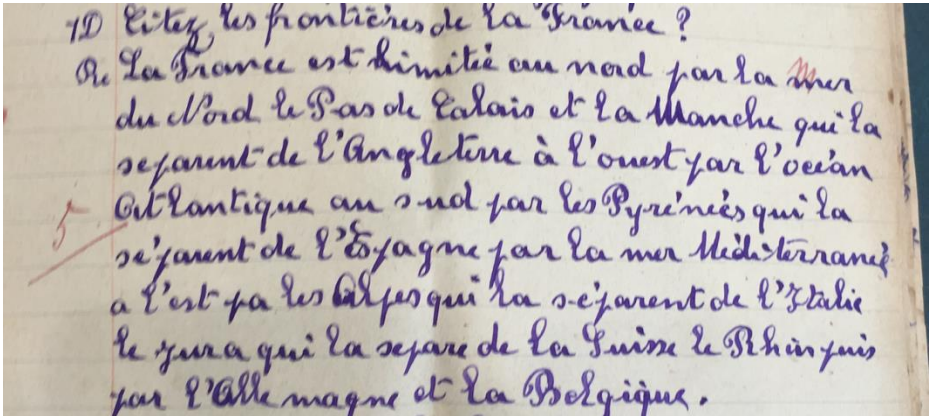 1D Citez, les frontières de la France ?
R. La France est limitée au nord par la mer
du Nord le Pas de Calais et la Manche qui la
séparent de l'Angleterre à l'ouest par l'océan
Atlantique au sud par les Pyrénées qui la
séparent de l'Espagne par la mer Méditerranée
a l'est pa les Alpes qui la séparent de l'Italie
le jura qui la separe de la Suisse le Rhin puis
par l'Allemagne et la Belgique.
5